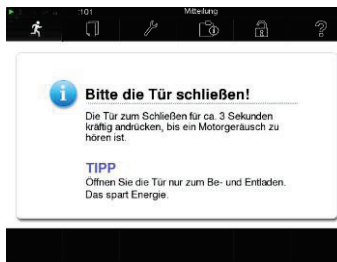 :101 Mitteilung
Bitte die Tür schließen!
Die Tür zum Schließen für ca. 3 Sekunden
kräftig andrücken, bis ein Motorgeräusch zu
hören ist.
TIPP
Öffnen Sie die Tür nur zum Be- und Entladen.
Das spart Energie.